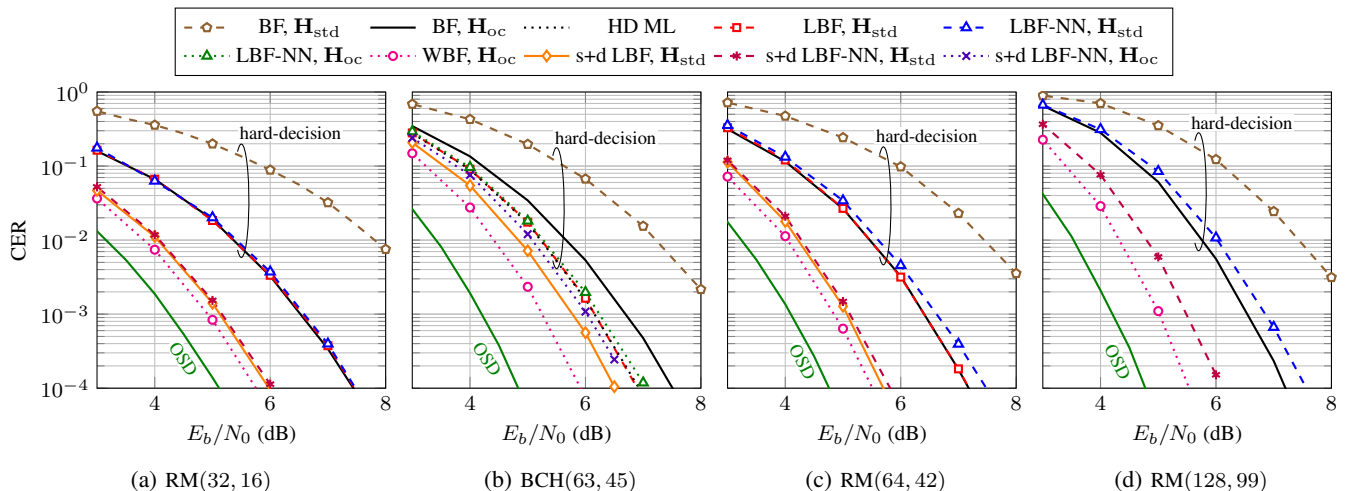 BF, H_std BF, H_oc HD ML LBF, H_std LBF-NN, H_std
LBF-NN, H_oc WBF, H_oc s+d LBF, H_std s+d LBF-NN, H_std s+d LBF-NN, H_oc
CER
10^0
10^−1
10^−2
10^−3
10^−4
hard-decision
OSD
4 6 8
E_b/N_0 (dB)
(a) RM(32, 16)
hard-decision
OSD
4 6 8
E_b/N_0 (dB)
(b) BCH(63, 45)
hard-decision
OSD
4 6 8
E_b/N_0 (dB)
(c) RM(64, 42)
hard-decision
OSD
4 6 8
E_b/N_0 (dB)
(d) RM(128, 99)